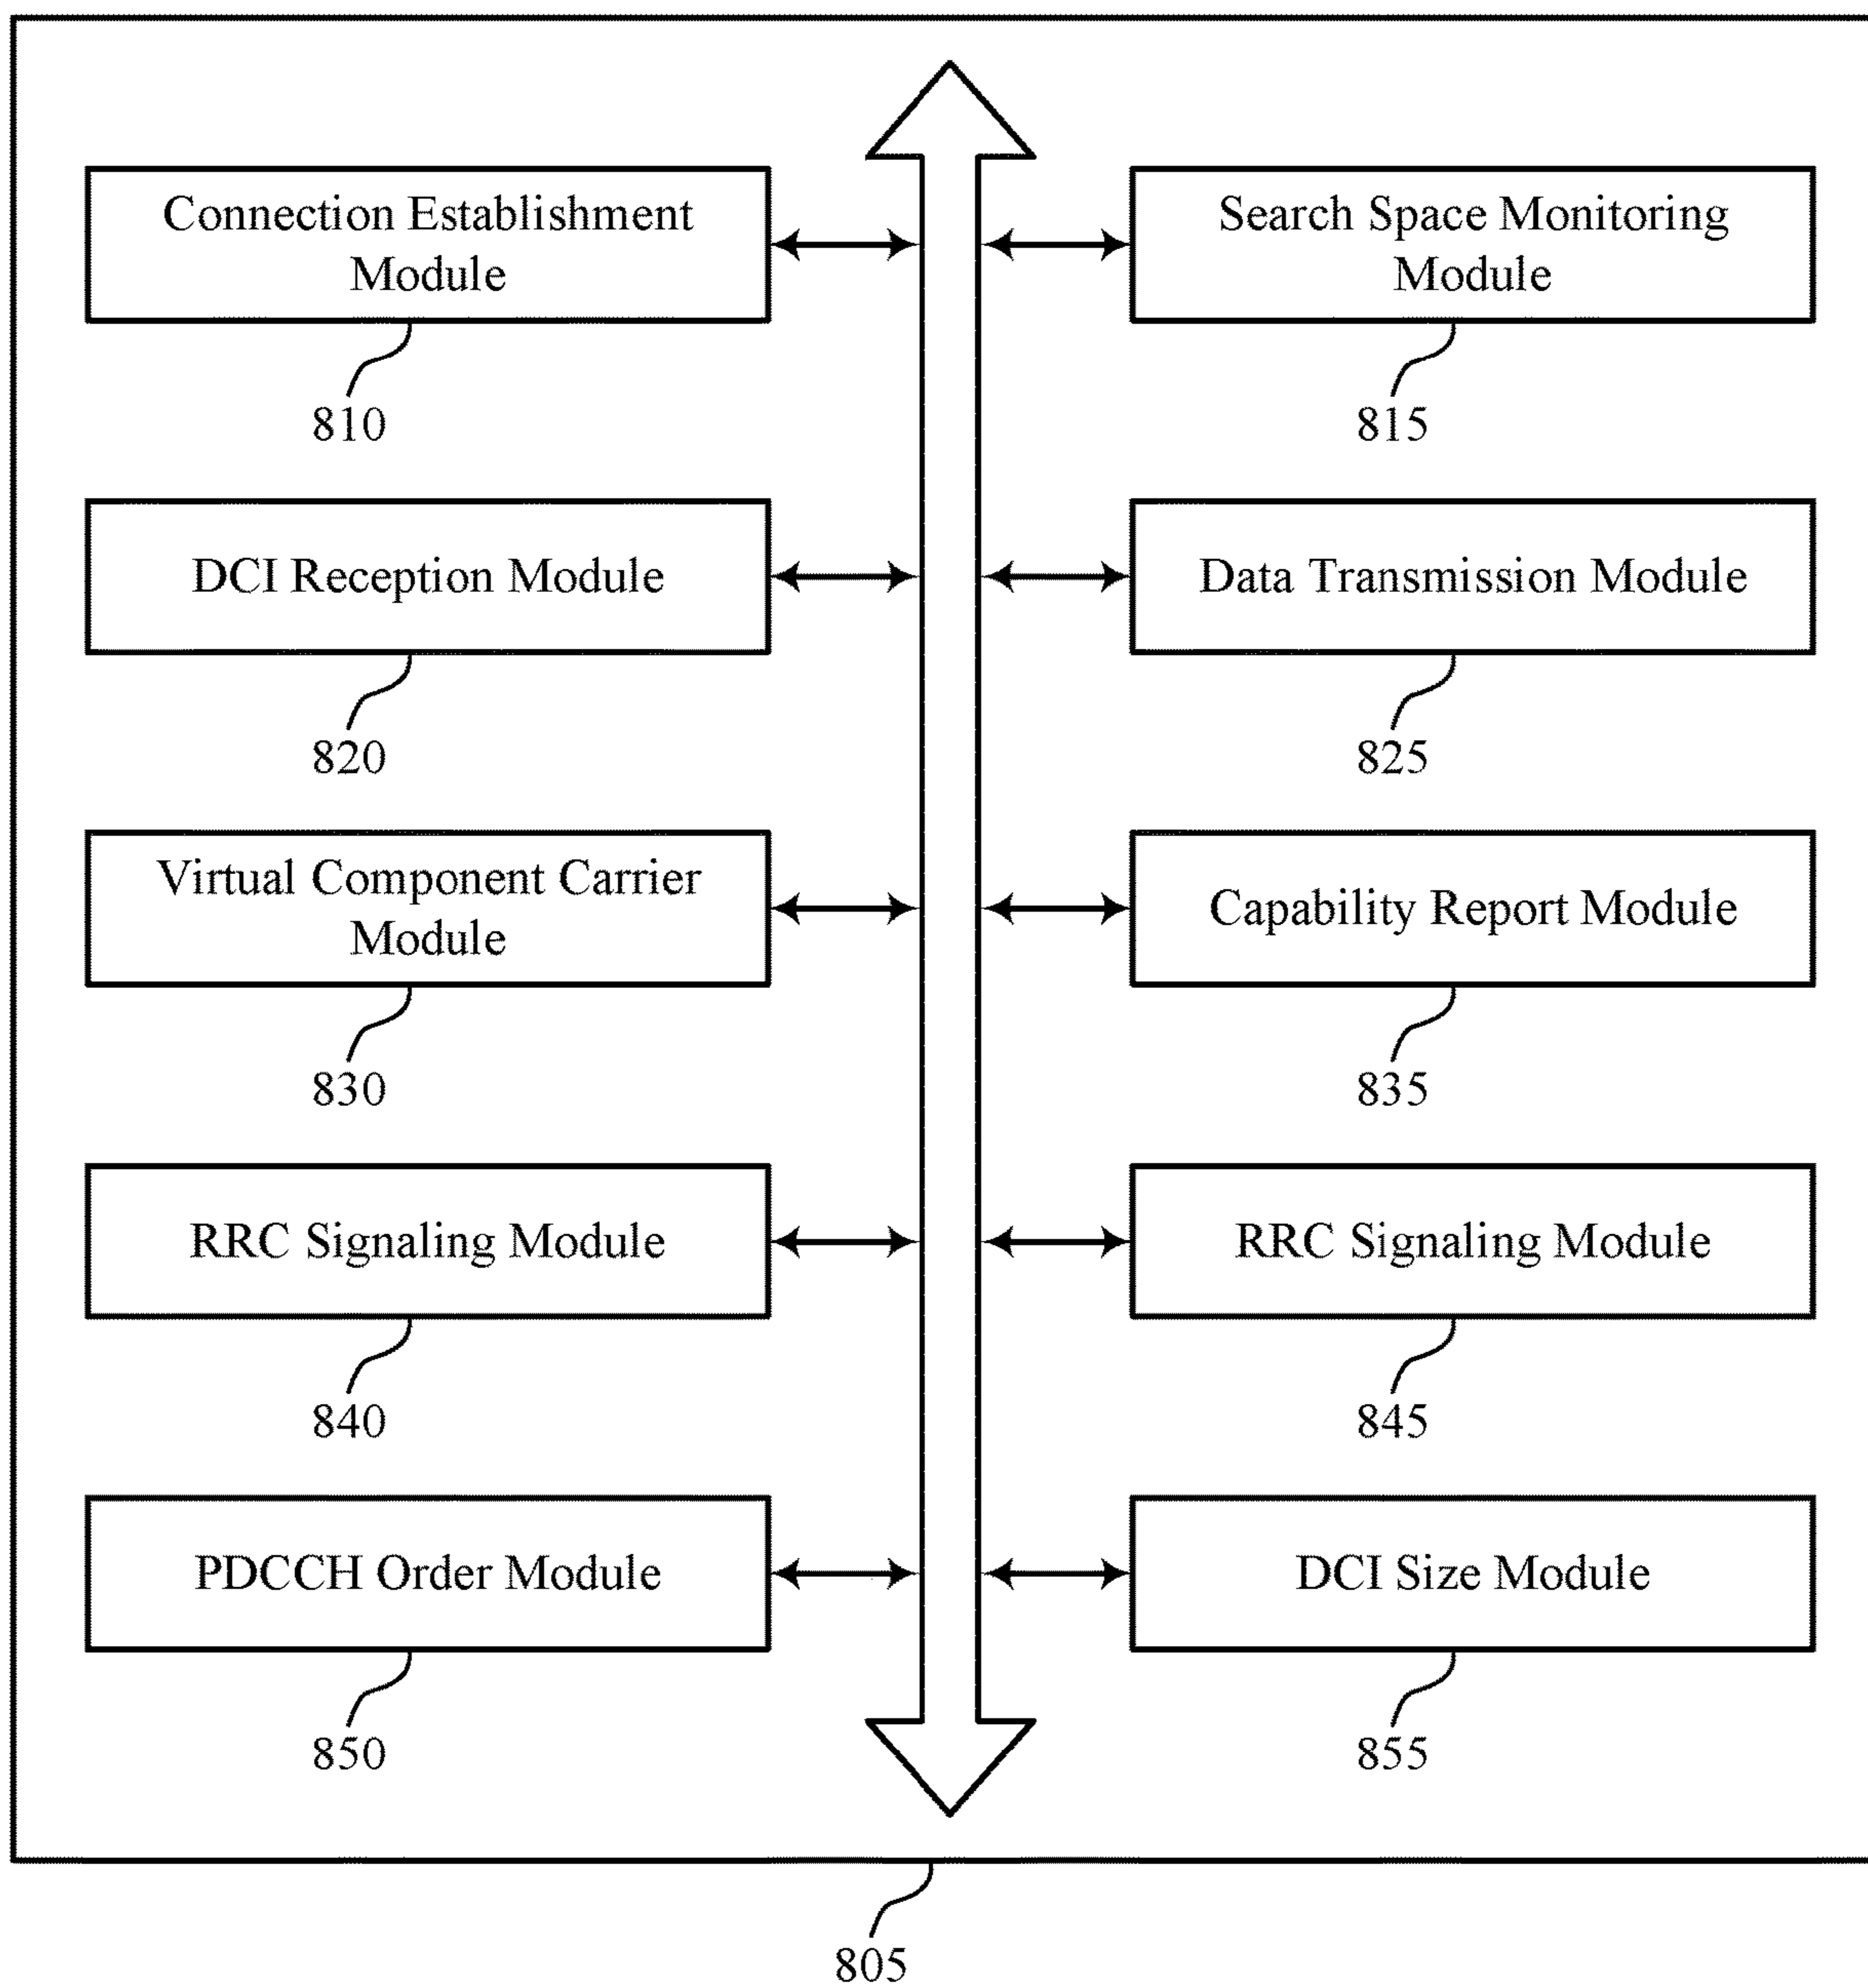 Connection Establishment
Module
810
Search Space Monitoring
Module
815
DCI Reception Module
820
Data Transmission Module
825
Virtual Component Carrier
Module
830
Capability Report Module
835
RRC Signaling Module
840
RRC Signaling Module
845
PDCCH Order Module
850
DCI Size Module
855
805